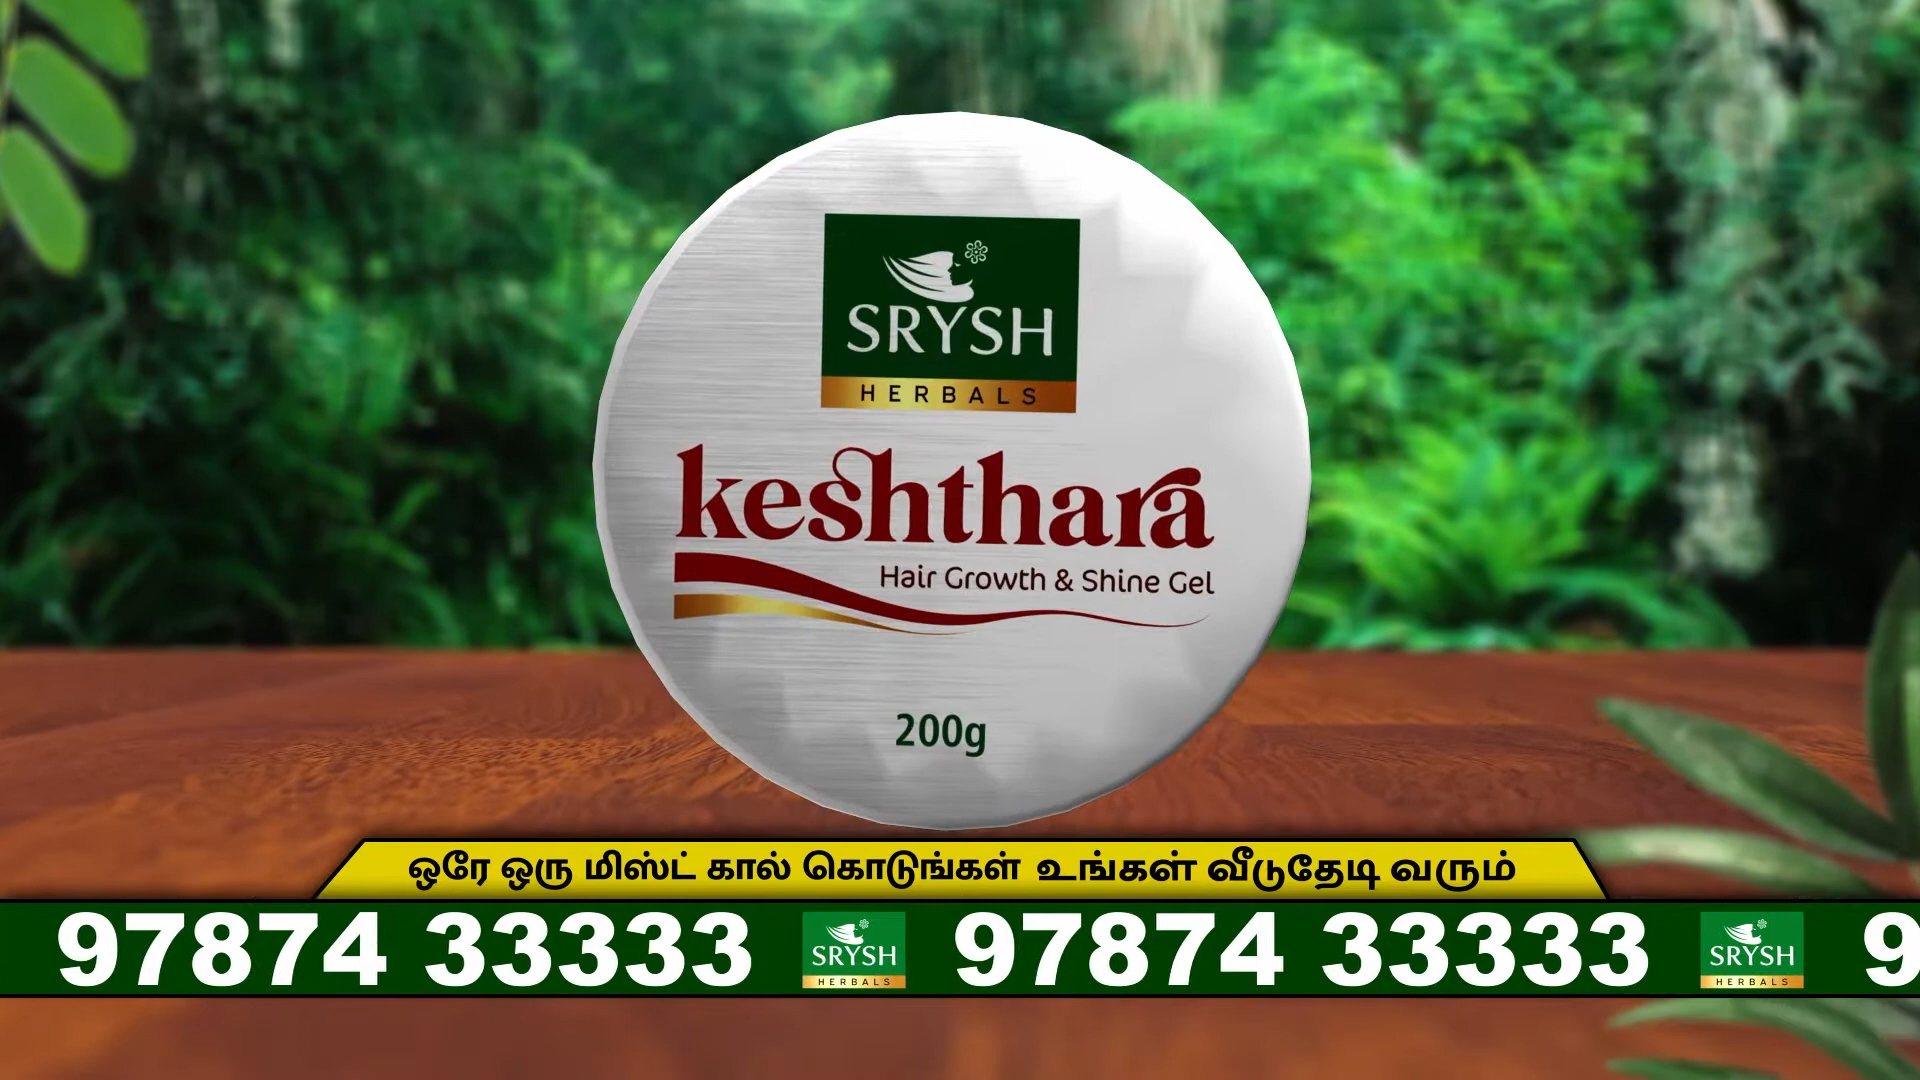 SRYSH
HERBALS
keshthara
Hair Growth & Shine Gel
200g
ஒரே ஒரு மிஸ்ட் கால் கொடுங்கள் உங்கள் வீடுதேடி வரும்
97874 33333 SRYSH HERBALS 97874 33333 SRYSH HERBALS 9